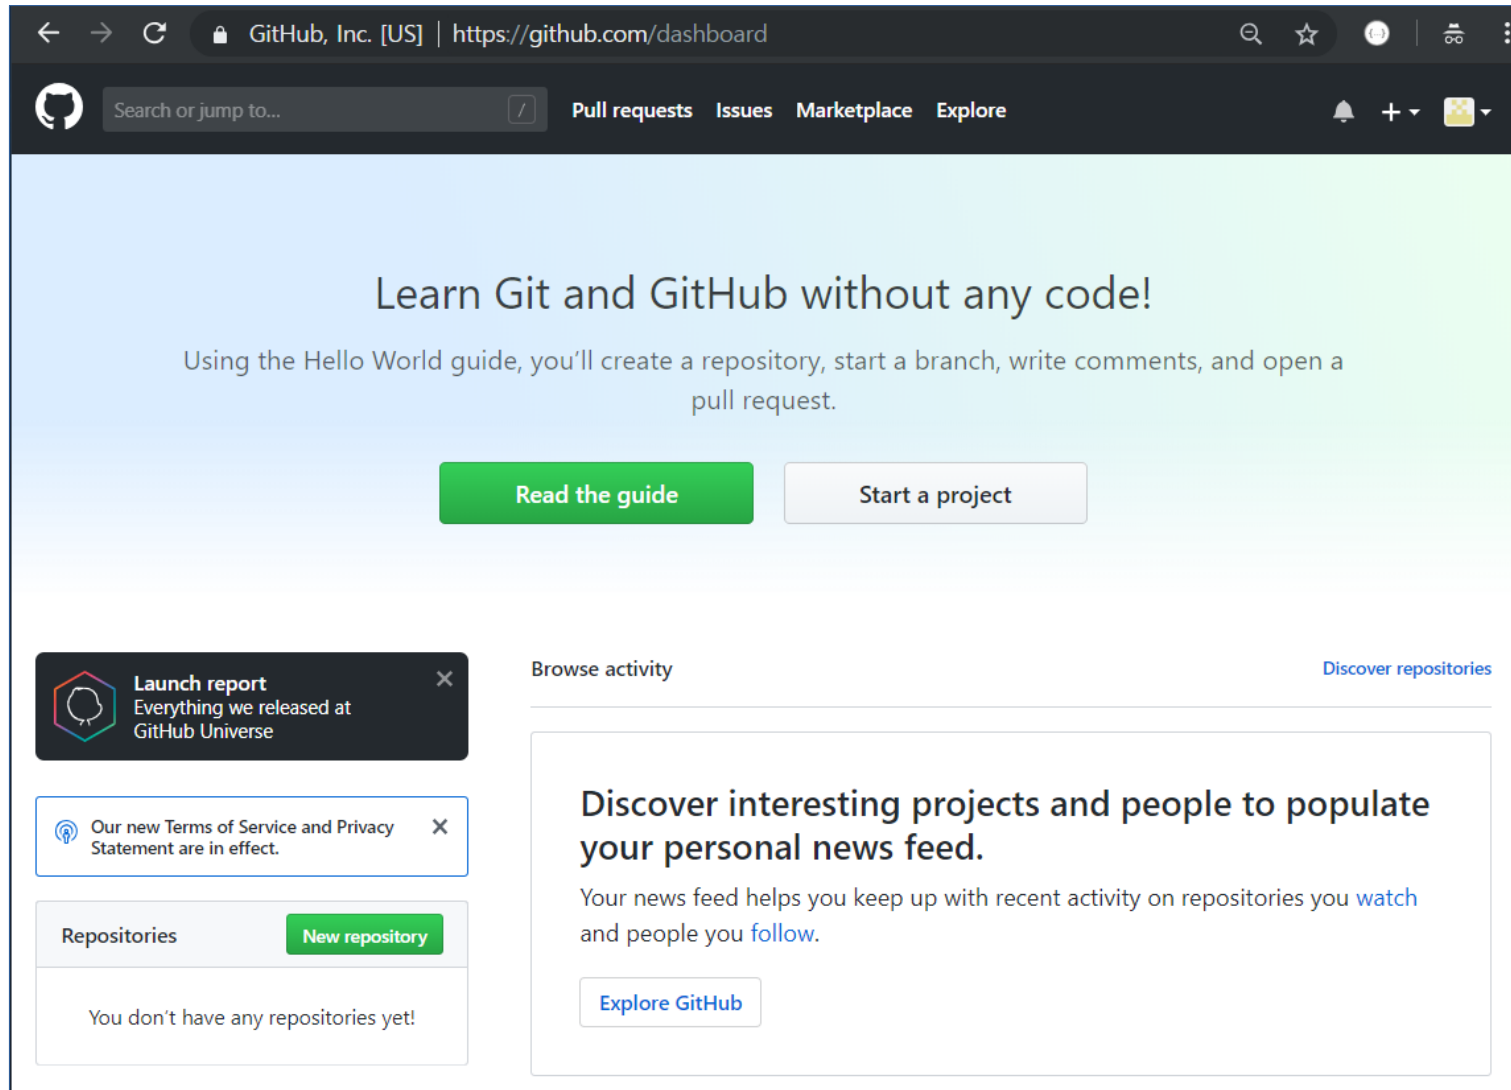 GitHub, Inc. [US] | https://github.com/dashboard
Search or jump to... /
Pull requests Issues Marketplace Explore
Learn Git and GitHub without any code!
Using the Hello World guide, you’ll create a repository, start a branch, write comments, and open a
pull request.
Read the guide
Start a project
Launch report
Everything we released at
GitHub Universe
Our new Terms of Service and Privacy
Statement are in effect.
Repositories
New repository
You don’t have any repositories yet!
Browse activity
Discover repositories
Discover interesting projects and people to populate
your personal news feed.
Your news feed helps you keep up with recent activity on repositories you watch
and people you follow.
Explore GitHub